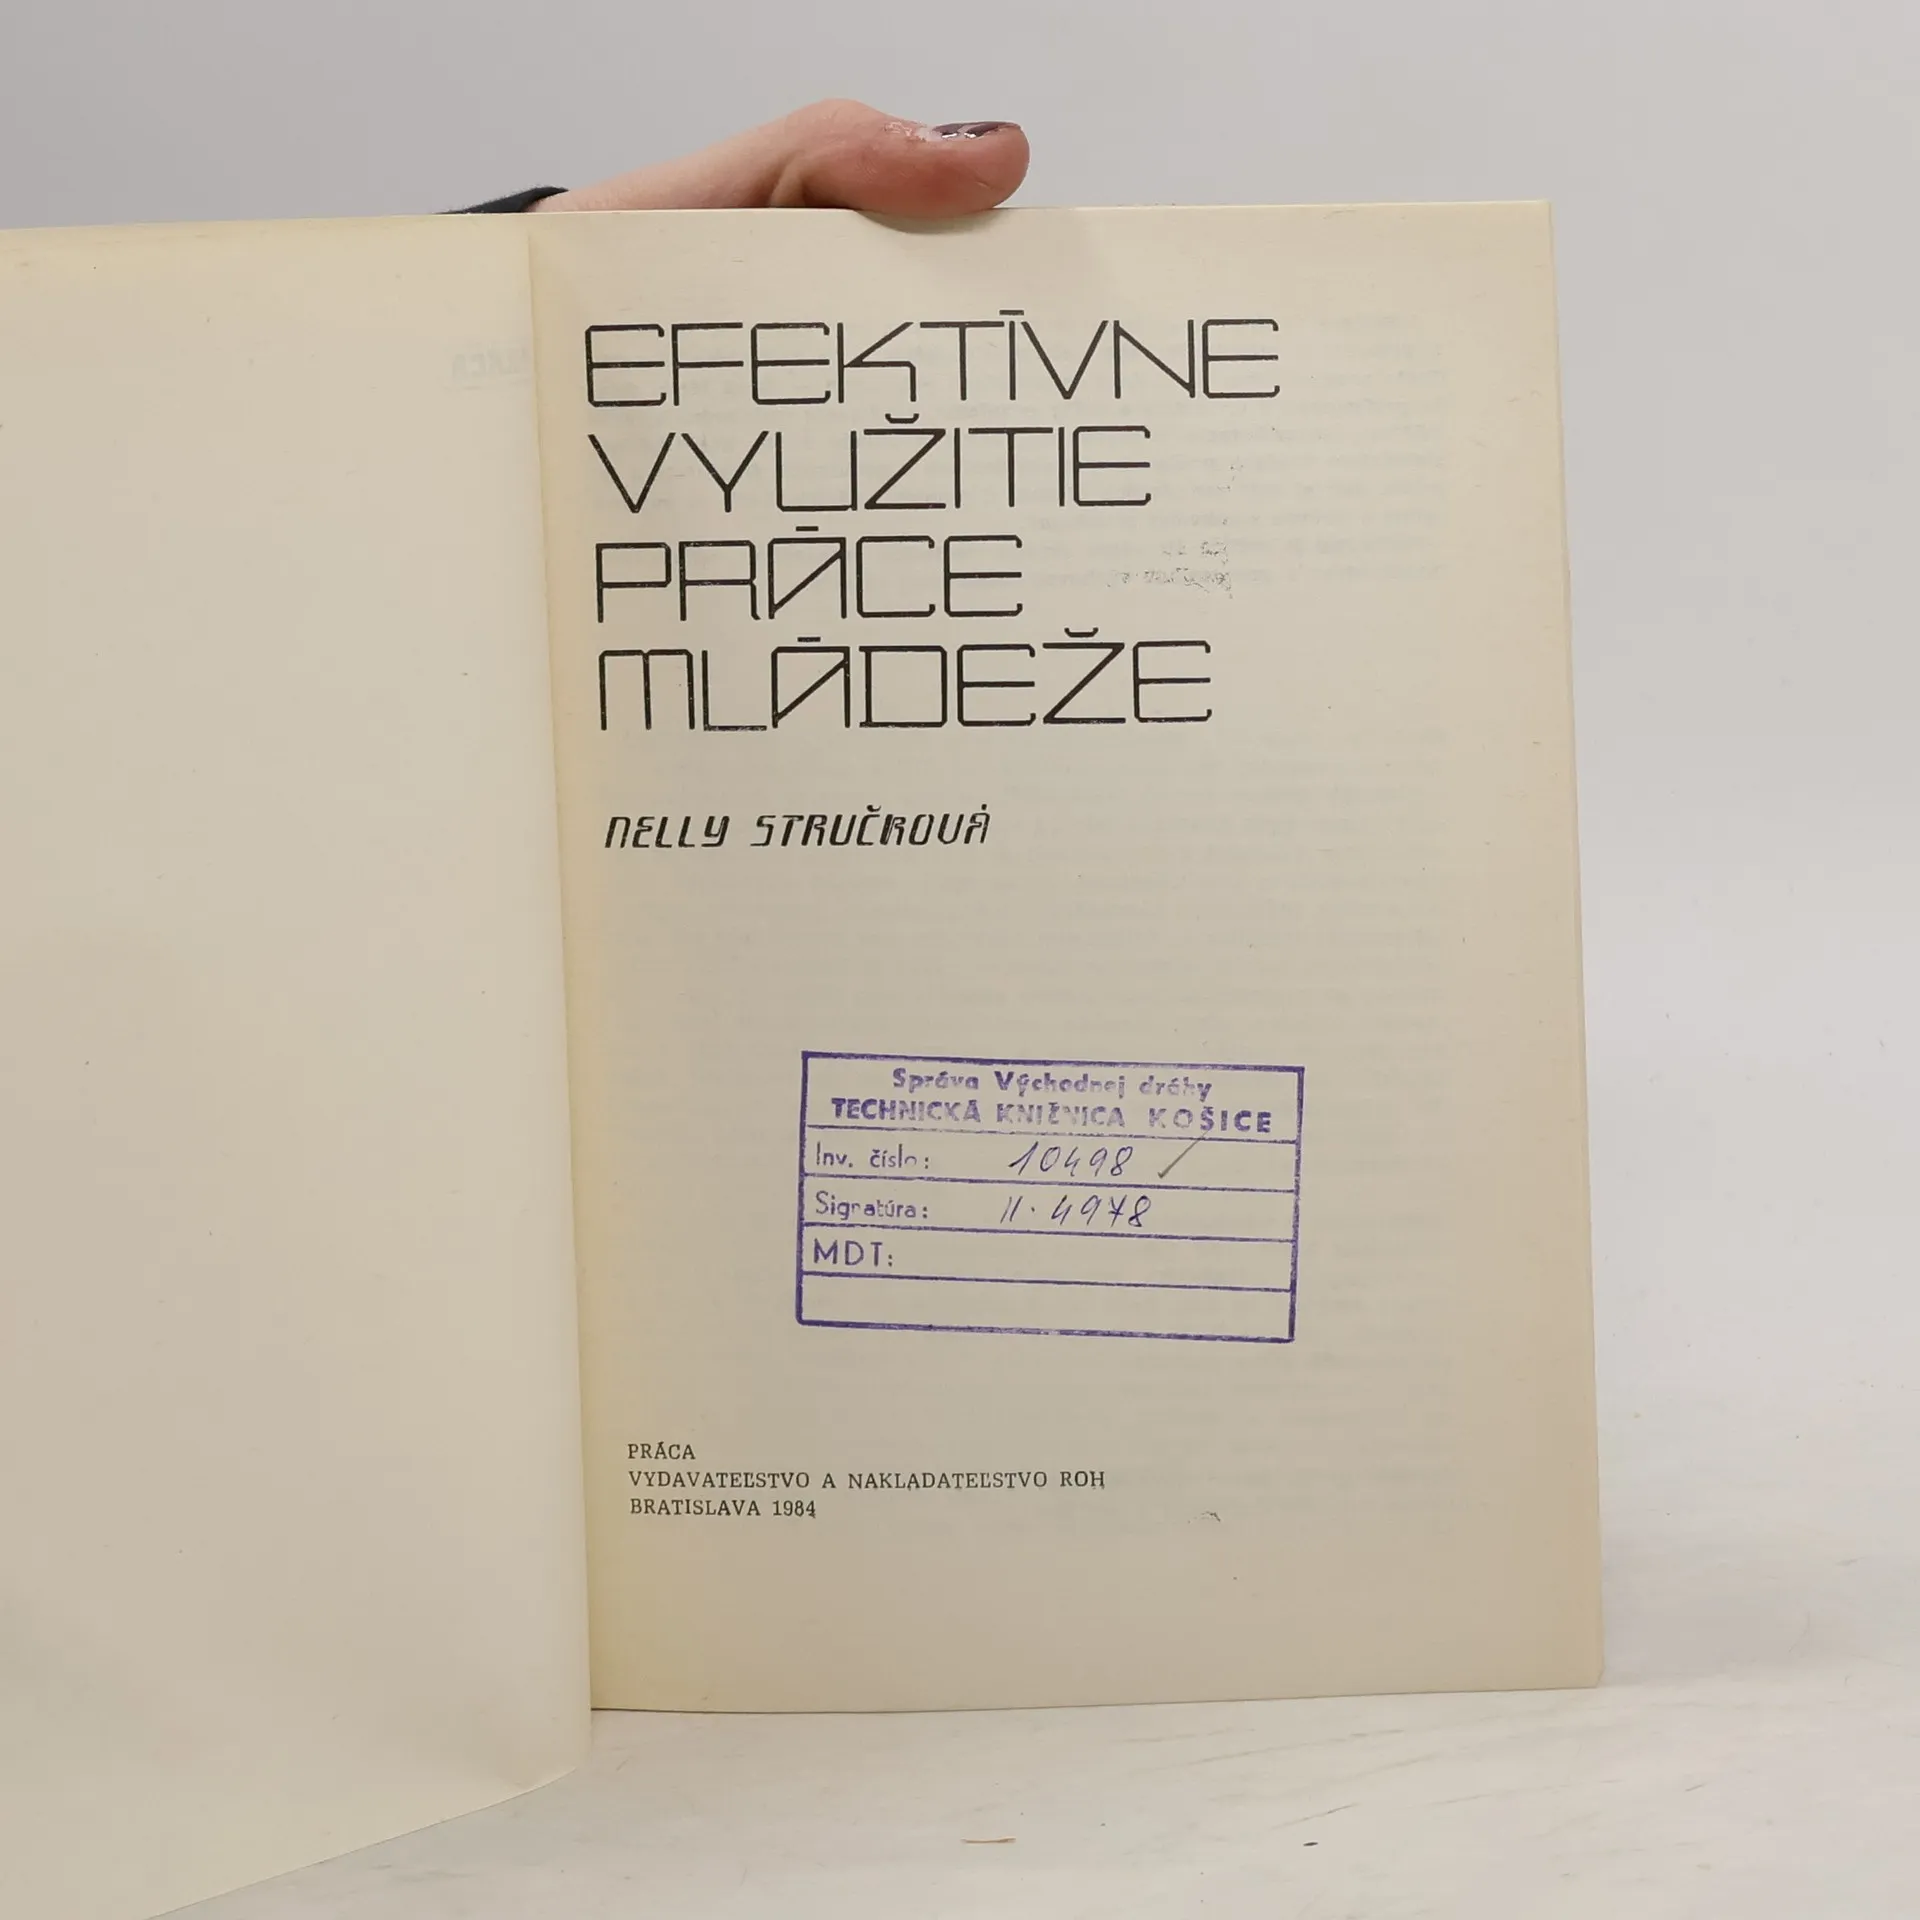 EFEKTÍVNE
VYUŽITIE
PRÁCE
MLÁDEŽE
NELLY STRUČKOVÁ
Správa Východnej dráhy
TECHNICKÁ KNIŽNICA KOŠICE
Inv. číslo: 10498
Signatúra: II. 4978
MDT:
PRÁCA
VYDAVATEĽSTVO A NAKLADATEĽSTVO ROH
BRATISLAVA 1984